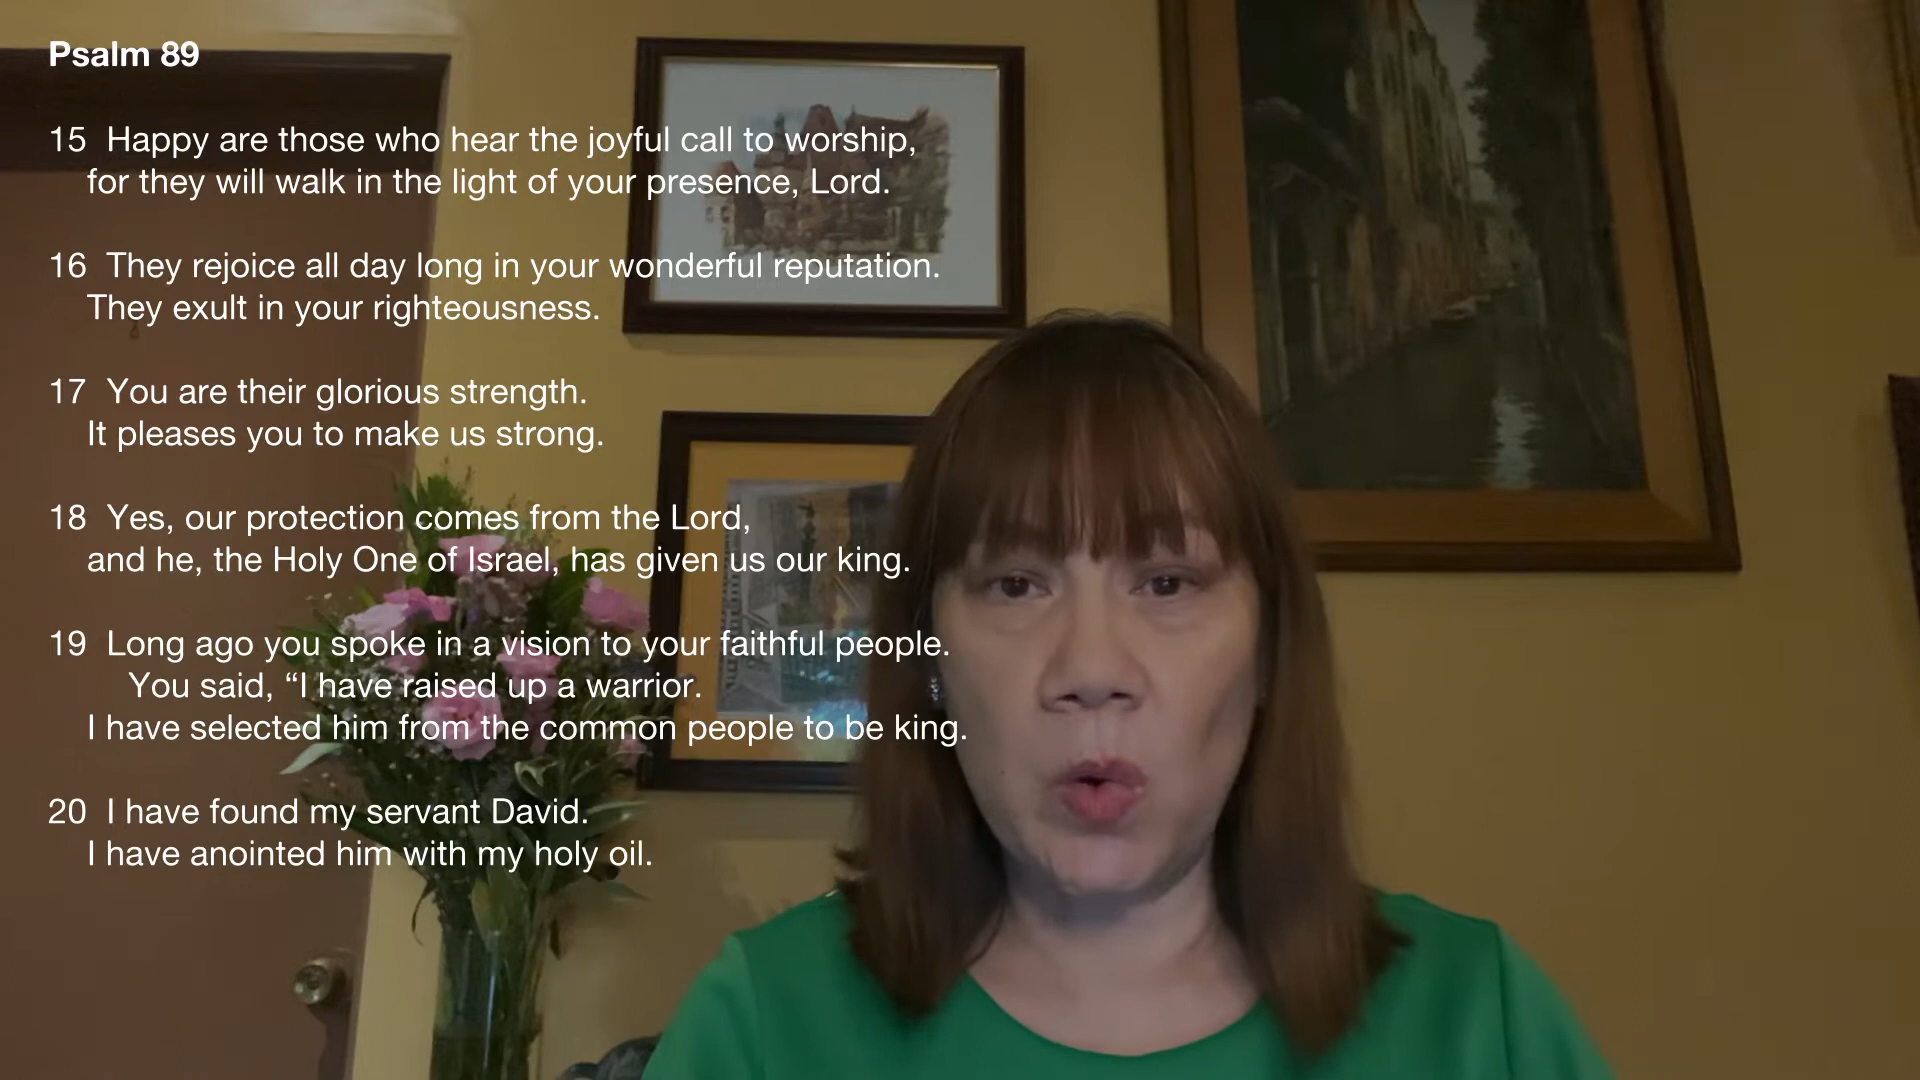 Psalm 89
15 Happy are those who hear the joyful call to worship,
for they will walk in the light of your presence, Lord.
16 They rejoice all day long in your wonderful reputation.
They exult in your righteousness.
17 You are their glorious strength.
It pleases you to make us strong.
18 Yes, our protection comes from the Lord,
and he, the Holy One of Israel, has given us our king.
19 Long ago you spoke in a vision to your faithful people.
You said, “I have raised up a warrior.
I have selected him from the common people to be king.
20 I have found my servant David.
I have anointed him with my holy oil.